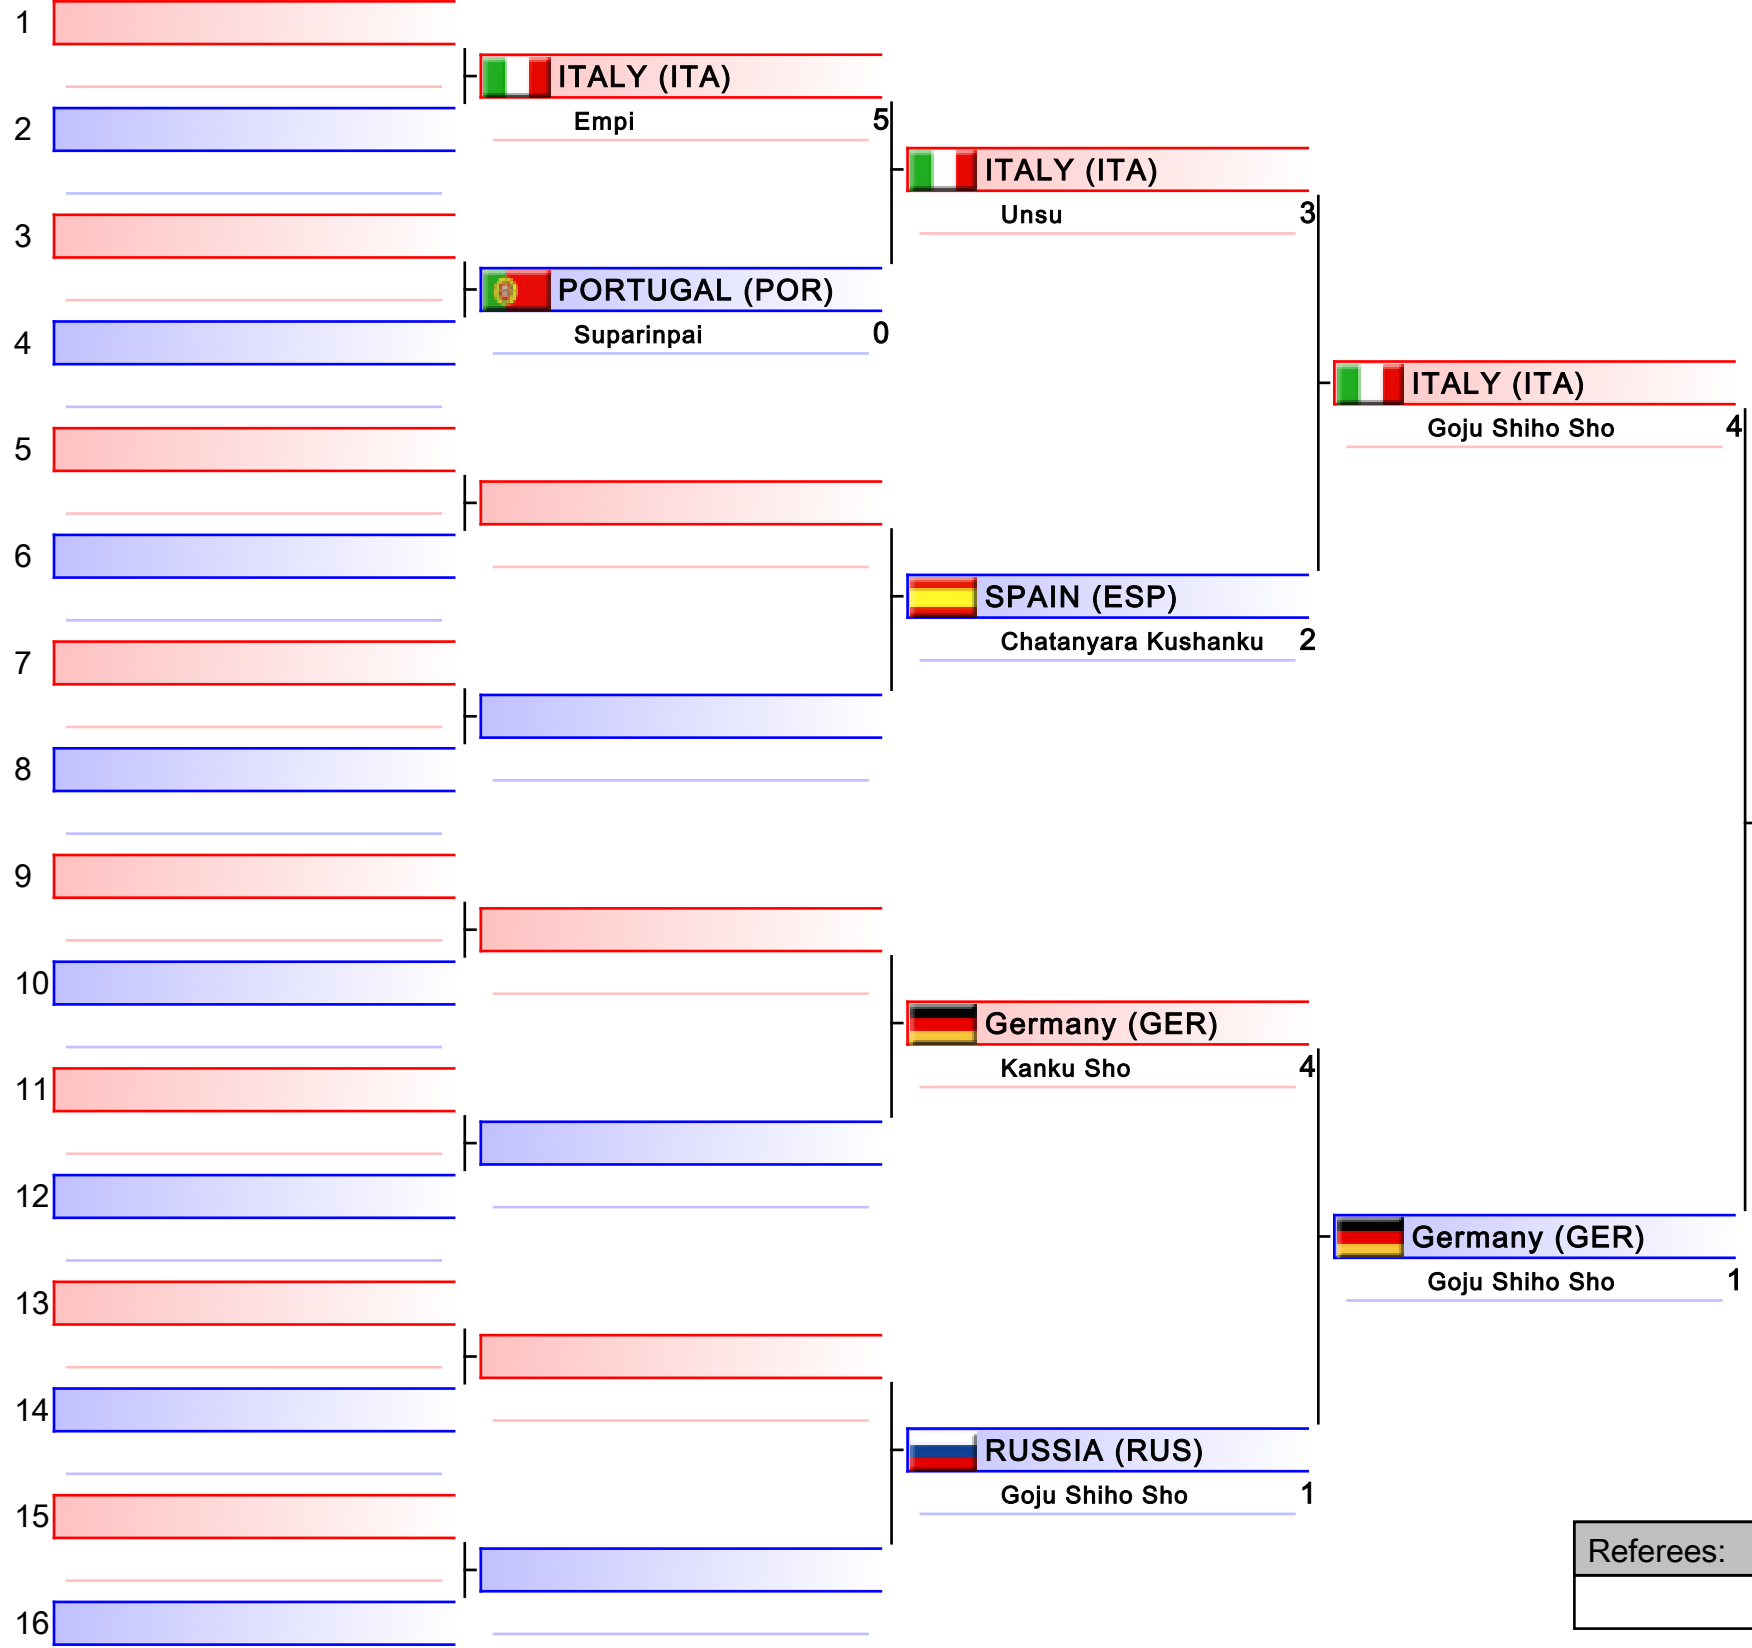 1
ITALY (ITA)
Empi 5
2
ITALY (ITA)
Unsu 3
3
PORTUGAL (POR)
Suparinpai 0
4
ITALY (ITA)
Goju Shiho Sho 4
5
6
SPAIN (ESP)
Chatanyara Kushanku 2
7
8
9
10
Germany (GER)
Kanku Sho 4
11
12
Germany (GER)
Goju Shiho Sho 1
13
14
RUSSIA (RUS)
Goju Shiho Sho 1
15
Referees:
16